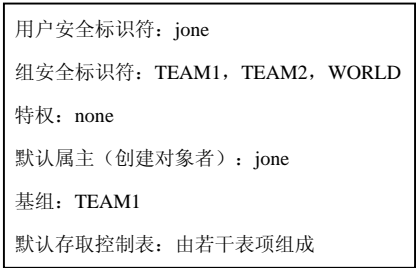 用户安全标识符：jone
组安全标识符：TEAM1，TEAM2，WORLD
特权：none
默认属主（创建对象者）：jone
基组：TEAM1
默认存取控制表：由若干表项组成